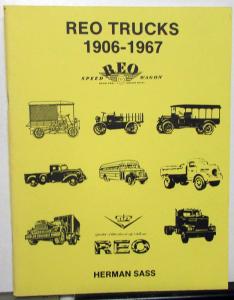 REO TRUCKS
1906-1967
REO
SPEED WAGON
REO
HERMAN SASS